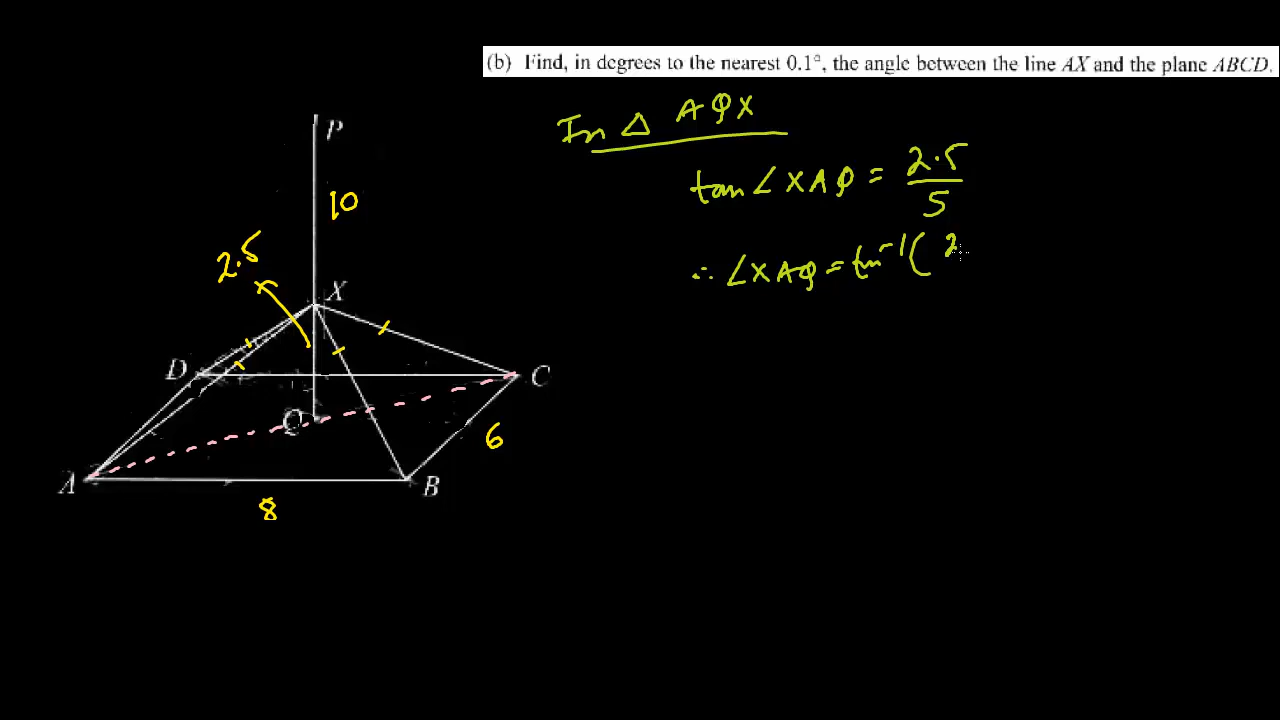 (b) Find, in degrees to the nearest 0.1°, the angle between the line AX and the plane ABCD.
In △ AQX
tan ∠XAQ = 2.5/5
∴ ∠XAQ = tan⁻¹( 2
P
10
2.5
X
D
C
Q
6
A
B
8